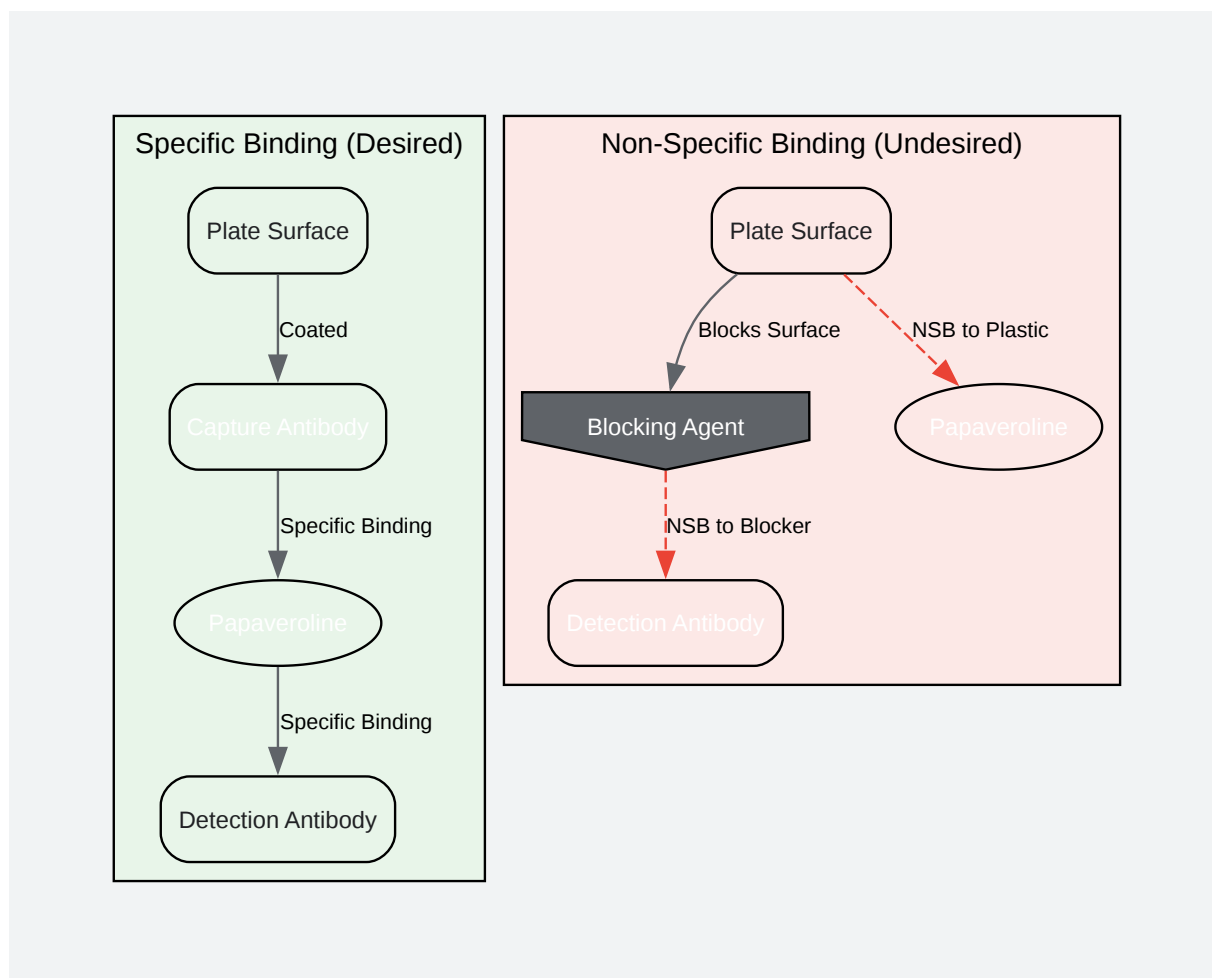 Specific Binding (Desired)
Plate Surface
Coated
Capture Antibody
Specific Binding
Papaveroline
Specific Binding
Detection Antibody
Non-Specific Binding (Undesired)
Plate Surface
Blocks Surface
NSB to Plastic
Blocking Agent
Papaveroline
NSB to Blocker
Detection Antibody